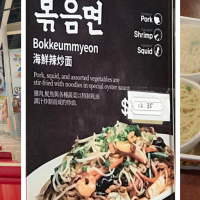 볶음면
Bokkeummyeon
海鮮辣炒面
Pork
Shrimp
Squid
Pork, squid, and assorted vegetables are
stir-fried with noodles in special oyster sauce
$